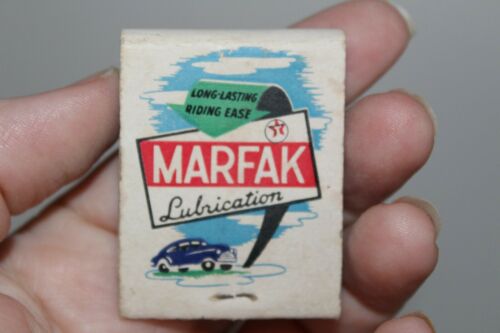 LONG-LASTING
RIDING EASE
MARFAK
Lubrication